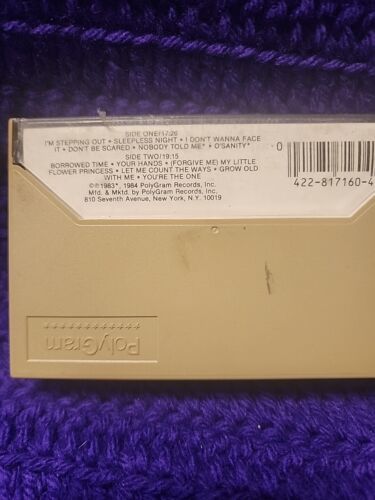 SIDE ONE/17:26
I'M STEPPING OUT • SLEEPLESS NIGHT • I DON'T WANNA FACE
IT • DON'T BE SCARED • NOBODY TOLD ME* • O'SANITY*
SIDE TWO/19:15
BORROWED TIME • YOUR HANDS • (FORGIVE ME) MY LITTLE
FLOWER PRINCESS • LET ME COUNT THE WAYS • GROW OLD
WITH ME • YOU'RE THE ONE
℗©1983*, 1984 PolyGram Records, Inc.
Mfd. & Mktd. by PolyGram Records, Inc.
810 Seventh Avenue, New York, N.Y. 10019
0
422-817160-4
PolyGram